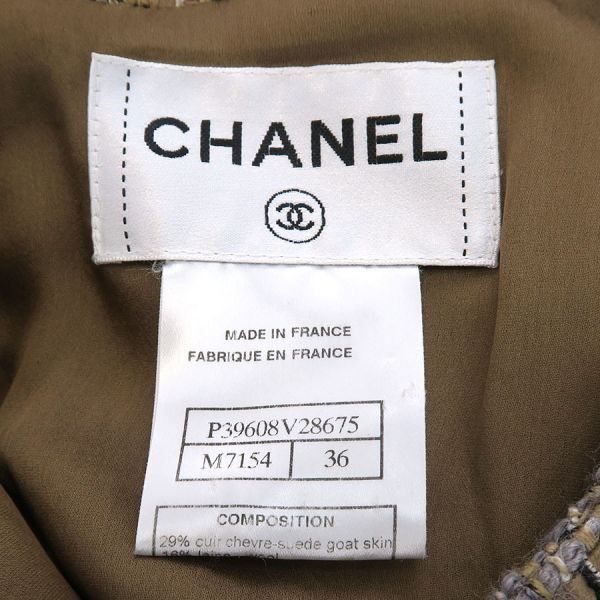 CHANEL
MADE IN FRANCE
FABRIQUE EN FRANCE
P39608V28675
M7154 36
COMPOSITION
29% cuir chevre-suede goat skin